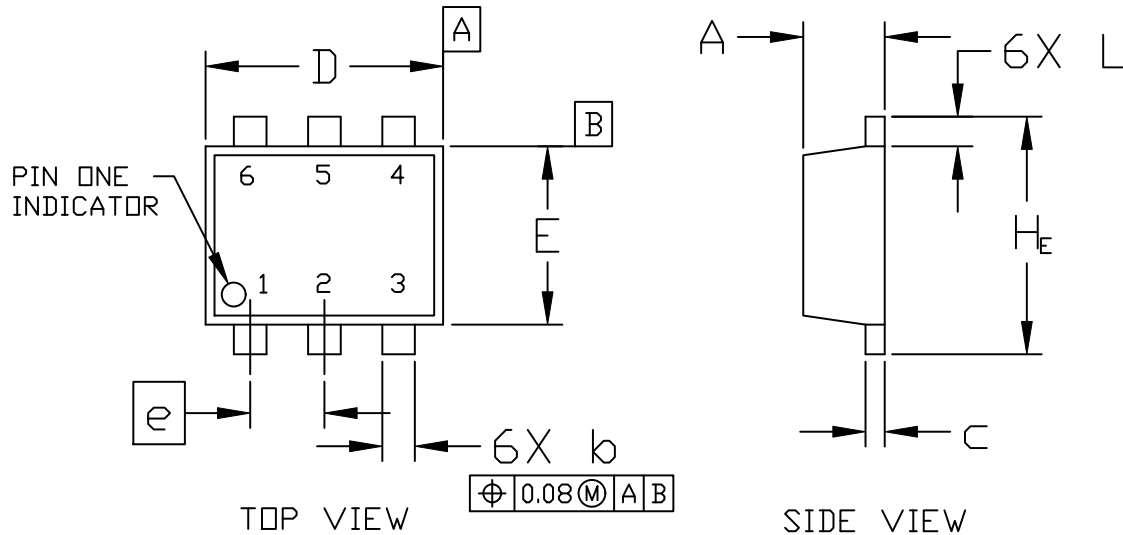 A
D
B
6 5 4
PIN ONE
INDICATOR
E
1 2 3
e
6X b
⌖ 0.08 Ⓜ A B
TOP VIEW
A
6X L
HE
c
SIDE VIEW